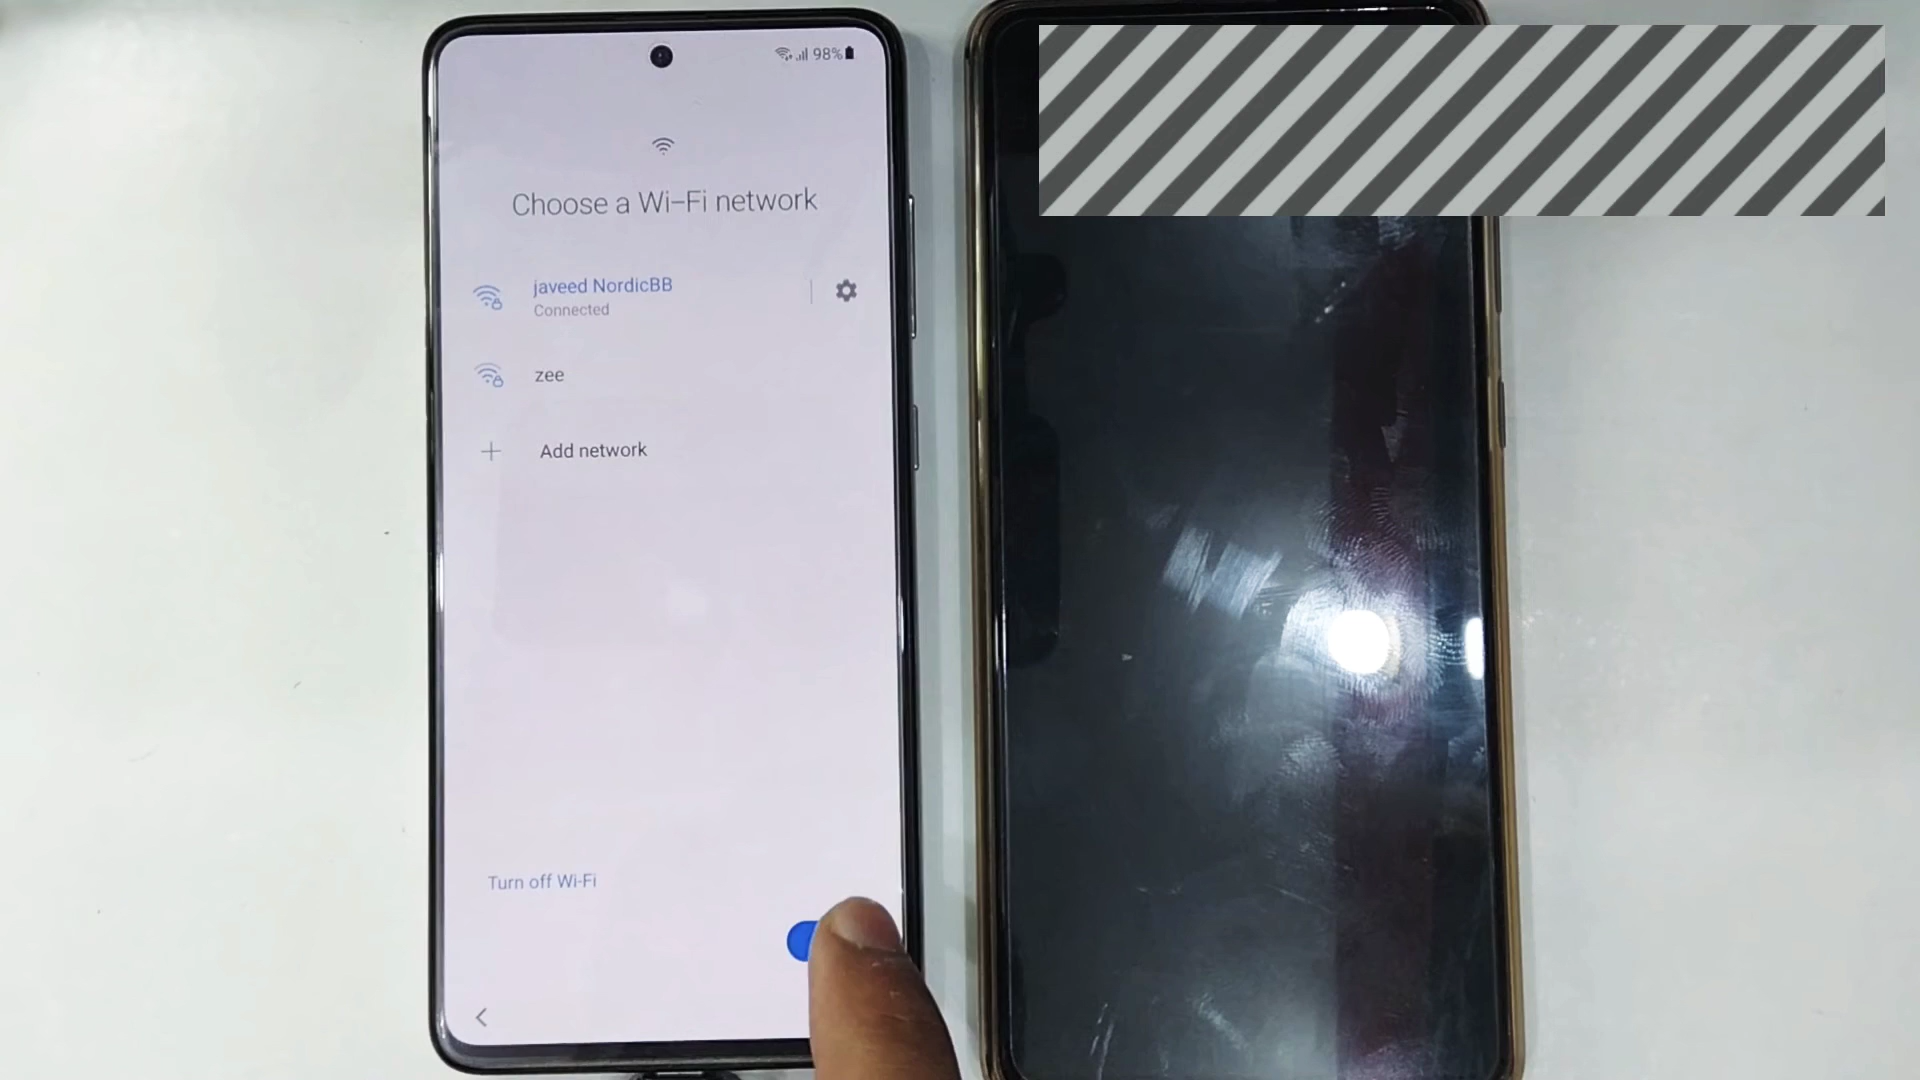 98%
Choose a Wi-Fi network
javeed NordicBB
Connected
zee
Add network
Turn off Wi-Fi